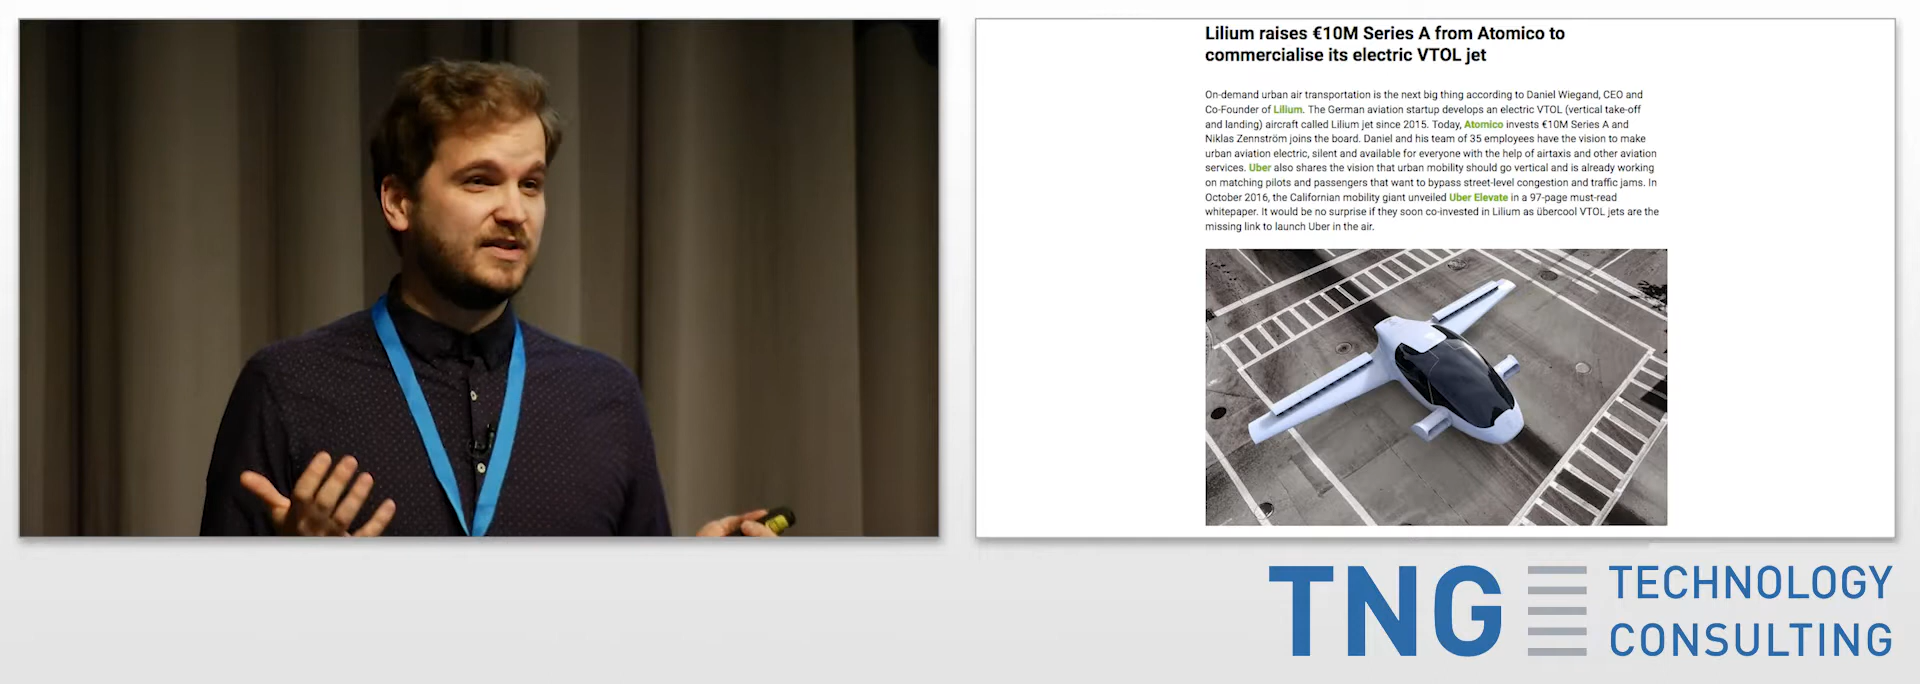 Lilium raises €10M Series A from Atomico to
commercialise its electric VTOL jet
On-demand urban air transportation is the next big thing according to Daniel Wiegand, CEO and
Co-Founder of Lilium. The German aviation startup develops an electric VTOL (vertical take-off
and landing) aircraft called Lilium jet since 2015. Today, Atomico invests €10M Series A and
Niklas Zennström joins the board. Daniel and his team of 35 employees have the vision to make
urban aviation electric, silent and available for everyone with the help of airtaxis and other aviation
services. Uber also shares the vision that urban mobility should go vertical and is already working
on matching pilots and passengers that want to bypass street-level congestion and traffic jams. In
October 2016, the Californian mobility giant unveiled Uber Elevate in a 97-page must-read
whitepaper. It would be no surprise if they soon co-invested in Lilium as übercool VTOL jets are the
missing link to launch Uber in the air.
TNG TECHNOLOGY
CONSULTING